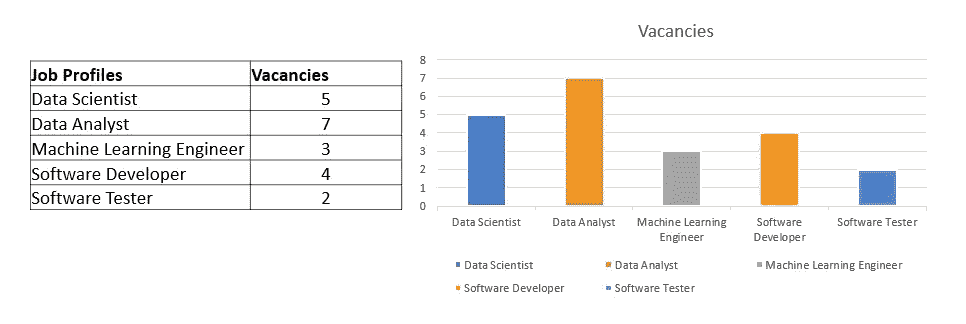 Job Profiles Vacancies
Data Scientist 5
Data Analyst 7
Machine Learning Engineer 3
Software Developer 4
Software Tester 2
Vacancies
8
7
6
5
4
3
2
1
0
Data Scientist Data Analyst Machine Learning Software Software Tester
Engineer Developer
Data Scientist Data Analyst Machine Learning Engineer
Software Developer Software Tester